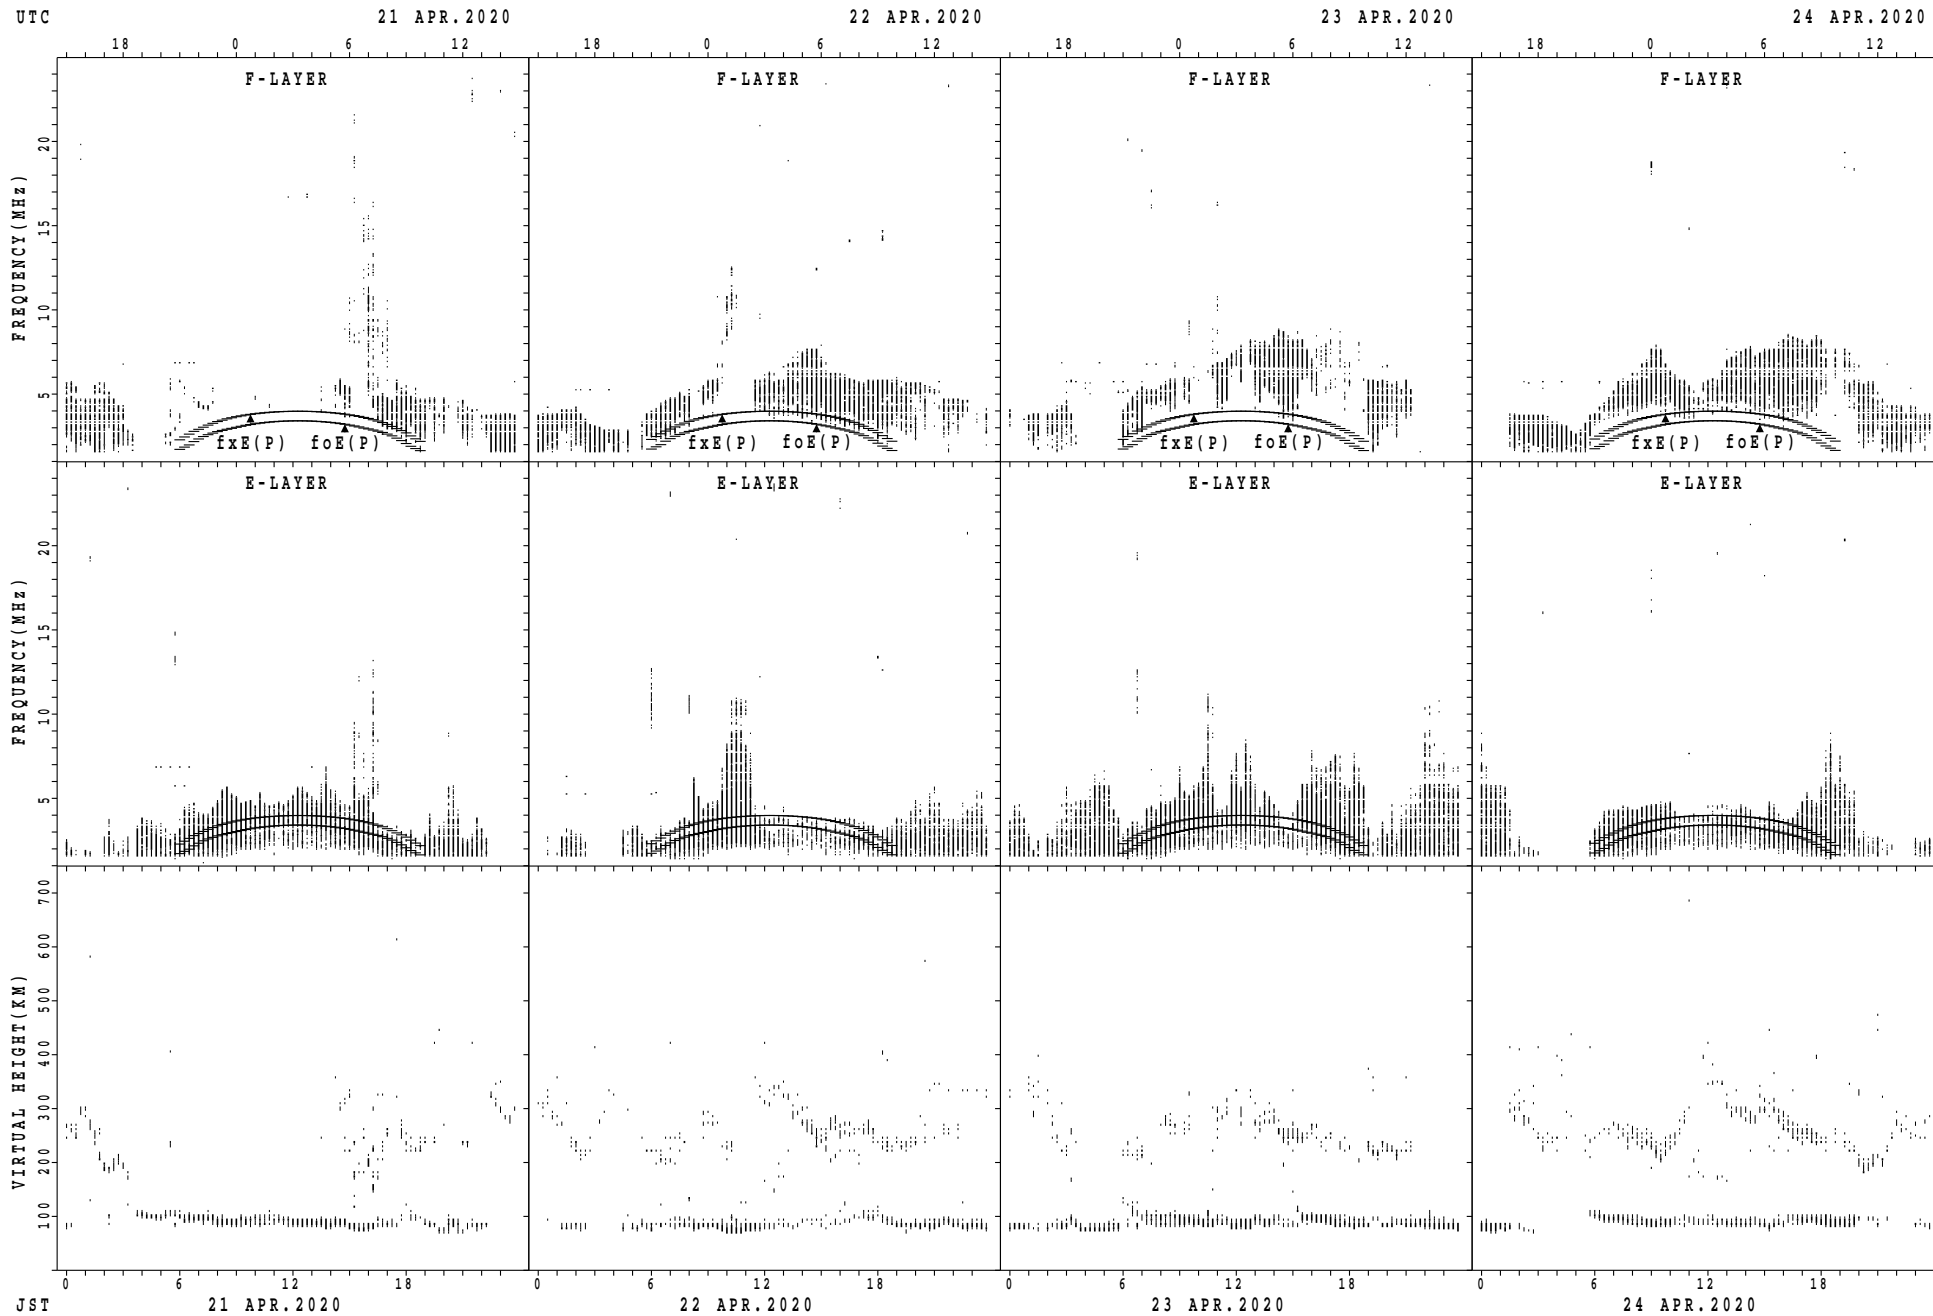 UTC 21 APR.2020 22 APR.2020 23 APR.2020 24 APR.2020
18 0 6 12 18 0 6 12 18 0 6 12 18 0 6 12
F-LAYER F-LAYER F-LAYER F-LAYER
FREQUENCY(MHz)
20
15
10
5
fxE(P) foE(P) fxE(P) foE(P) fxE(P) foE(P) fxE(P) foE(P)
E-LAYER E-LAYER E-LAYER E-LAYER
FREQUENCY(MHz)
20
15
10
5
VIRTUAL HEIGHT(KM)
700
600
500
400
300
200
100
0 6 12 18 0 6 12 18 0 6 12 18 0 6 12 18
JST 21 APR.2020 22 APR.2020 23 APR.2020 24 APR.2020